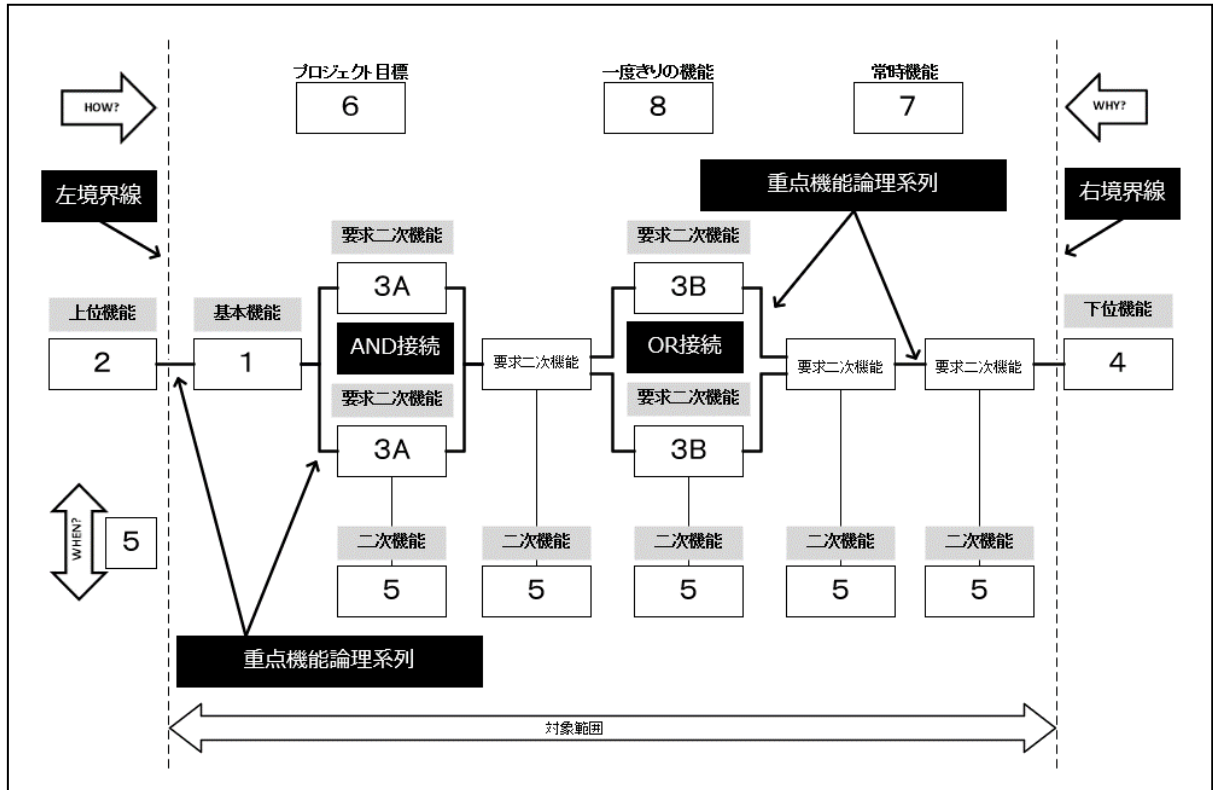 プロジェクト目標
一度きりの機能
常時機能
HOW?
6
8
7
WHY?
左境界線
重点機能論理系列
右境界線
要求二次機能
要求二次機能
3A
3B
上位機能
基本機能
下位機能
2
1
AND接続
要求二次機能
OR接続
要求二次機能
要求二次機能
4
要求二次機能
要求二次機能
3A
3B
WHEN?
5
二次機能
二次機能
二次機能
二次機能
二次機能
5
5
5
5
5
重点機能論理系列
対象範囲